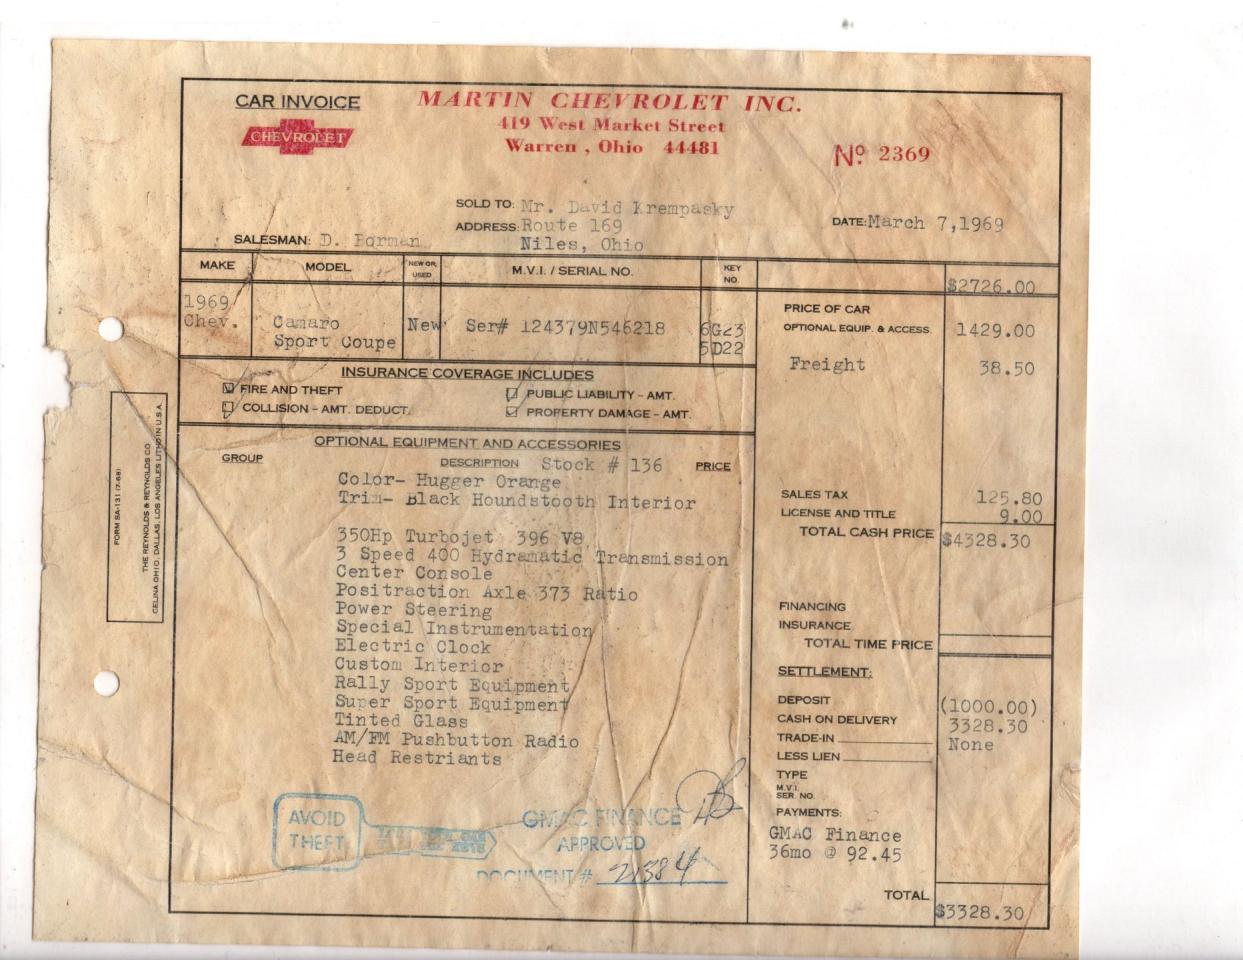 CAR INVOICE
CHEVROLET
MARTIN CHEVROLET INC.
419 West Market Street
Warren , Ohio 44481
Nº 2369
SOLD TO: Mr. David Krempasky
ADDRESS: Route 169
Niles, Ohio
DATE: March 7,1969
SALESMAN: D. Forman
MAKE MODEL NEW OR USED M.V.I. / SERIAL NO. KEY NO.
1969 Chev. Camaro Sport Coupe New Ser# 124379N546218 6G23 5D22
$2726.00
PRICE OF CAR
OPTIONAL EQUIP. & ACCESS. 1429.00
Freight 38.50
INSURANCE COVERAGE INCLUDES
FIRE AND THEFT PUBLIC LIABILITY - AMT.
COLLISION - AMT. DEDUCT. PROPERTY DAMAGE - AMT.
OPTIONAL EQUIPMENT AND ACCESSORIES
GROUP DESCRIPTION Stock # 136 PRICE
Color- Hugger Orange
Trim- Black Houndstooth Interior
350Hp Turbojet 396 V8
3 Speed 400 Hydramatic Transmission
Center Console
Positraction Axle 373 Ratio
Power Steering
Special Instrumentation
Electric Clock
Custom Interior
Rally Sport Equipment
Super Sport Equipment
Tinted Glass
AM/FM Pushbutton Radio
Head Restriants
SALES TAX 125.80
LICENSE AND TITLE 9.00
TOTAL CASH PRICE $4328.30
FINANCING
INSURANCE
TOTAL TIME PRICE
SETTLEMENT:
DEPOSIT (1000.00)
CASH ON DELIVERY 3328.30
TRADE-IN None
LESS LIEN
TYPE
M.V.I.
SER. NO.
PAYMENTS:
GMAC Finance
36mo @ 92.45
TOTAL $3328.30
AVOID
THEFT
GMAC FINANCE
APPROVED
DOCUMENT # 21384
FORM SA-131 (7-68)
THE REYNOLDS & REYNOLDS CO
CELINA OHIO, DALLAS, LOS ANGELES LITHO IN U.S.A.